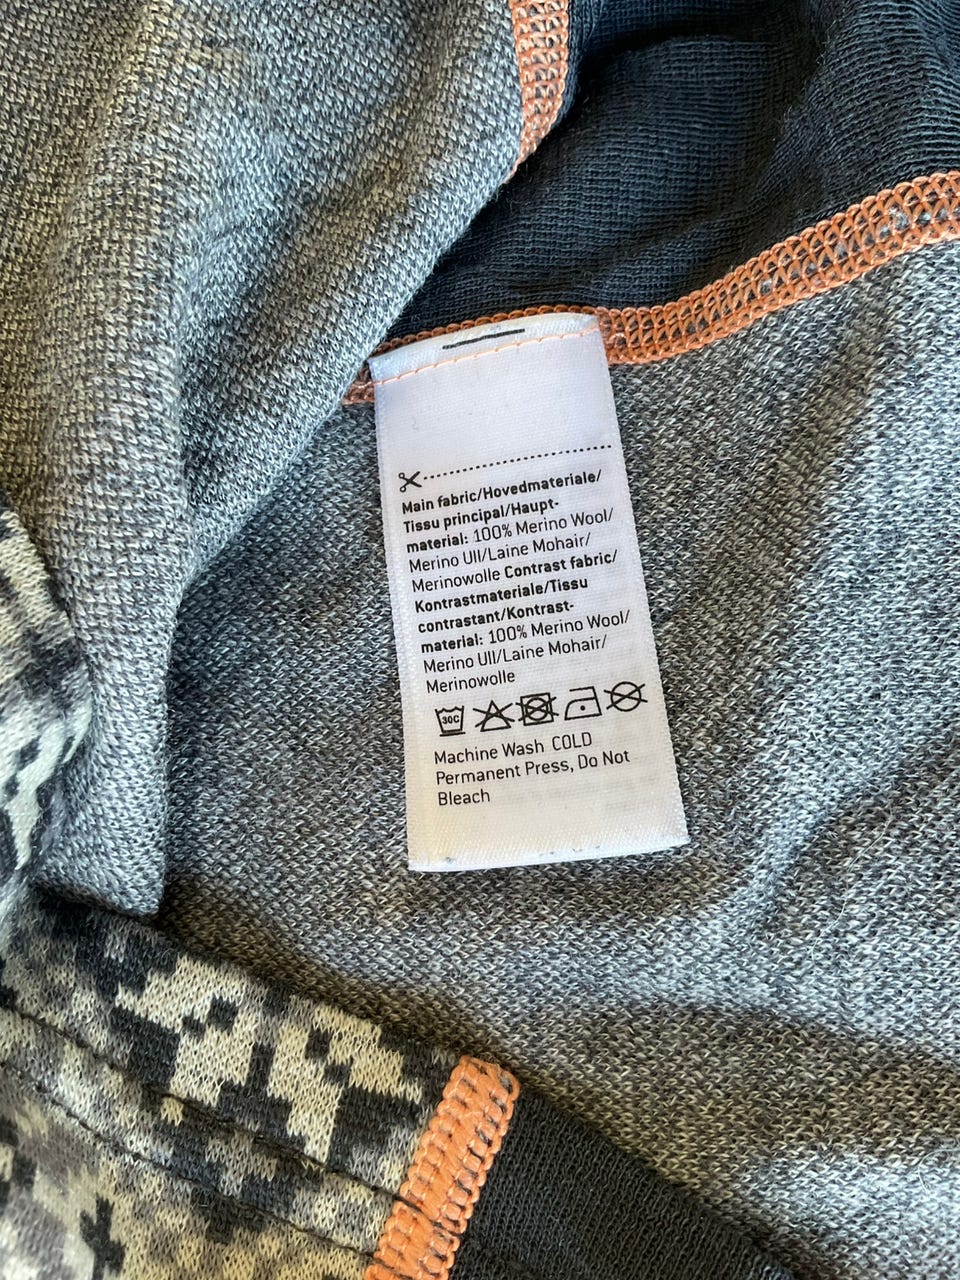 Main fabric/Hovedmateriale/
Tissu principal/Haupt-
material: 100% Merino Wool/
Merino Ull/Laine Mohair/
Merinowolle Contrast fabric/
Kontrastmateriale/Tissu
contrastant/Kontrast-
material: 100% Merino Wool/
Merino Ull/Laine Mohair/
Merinowolle
30C
Machine Wash COLD
Permanent Press, Do Not
Bleach